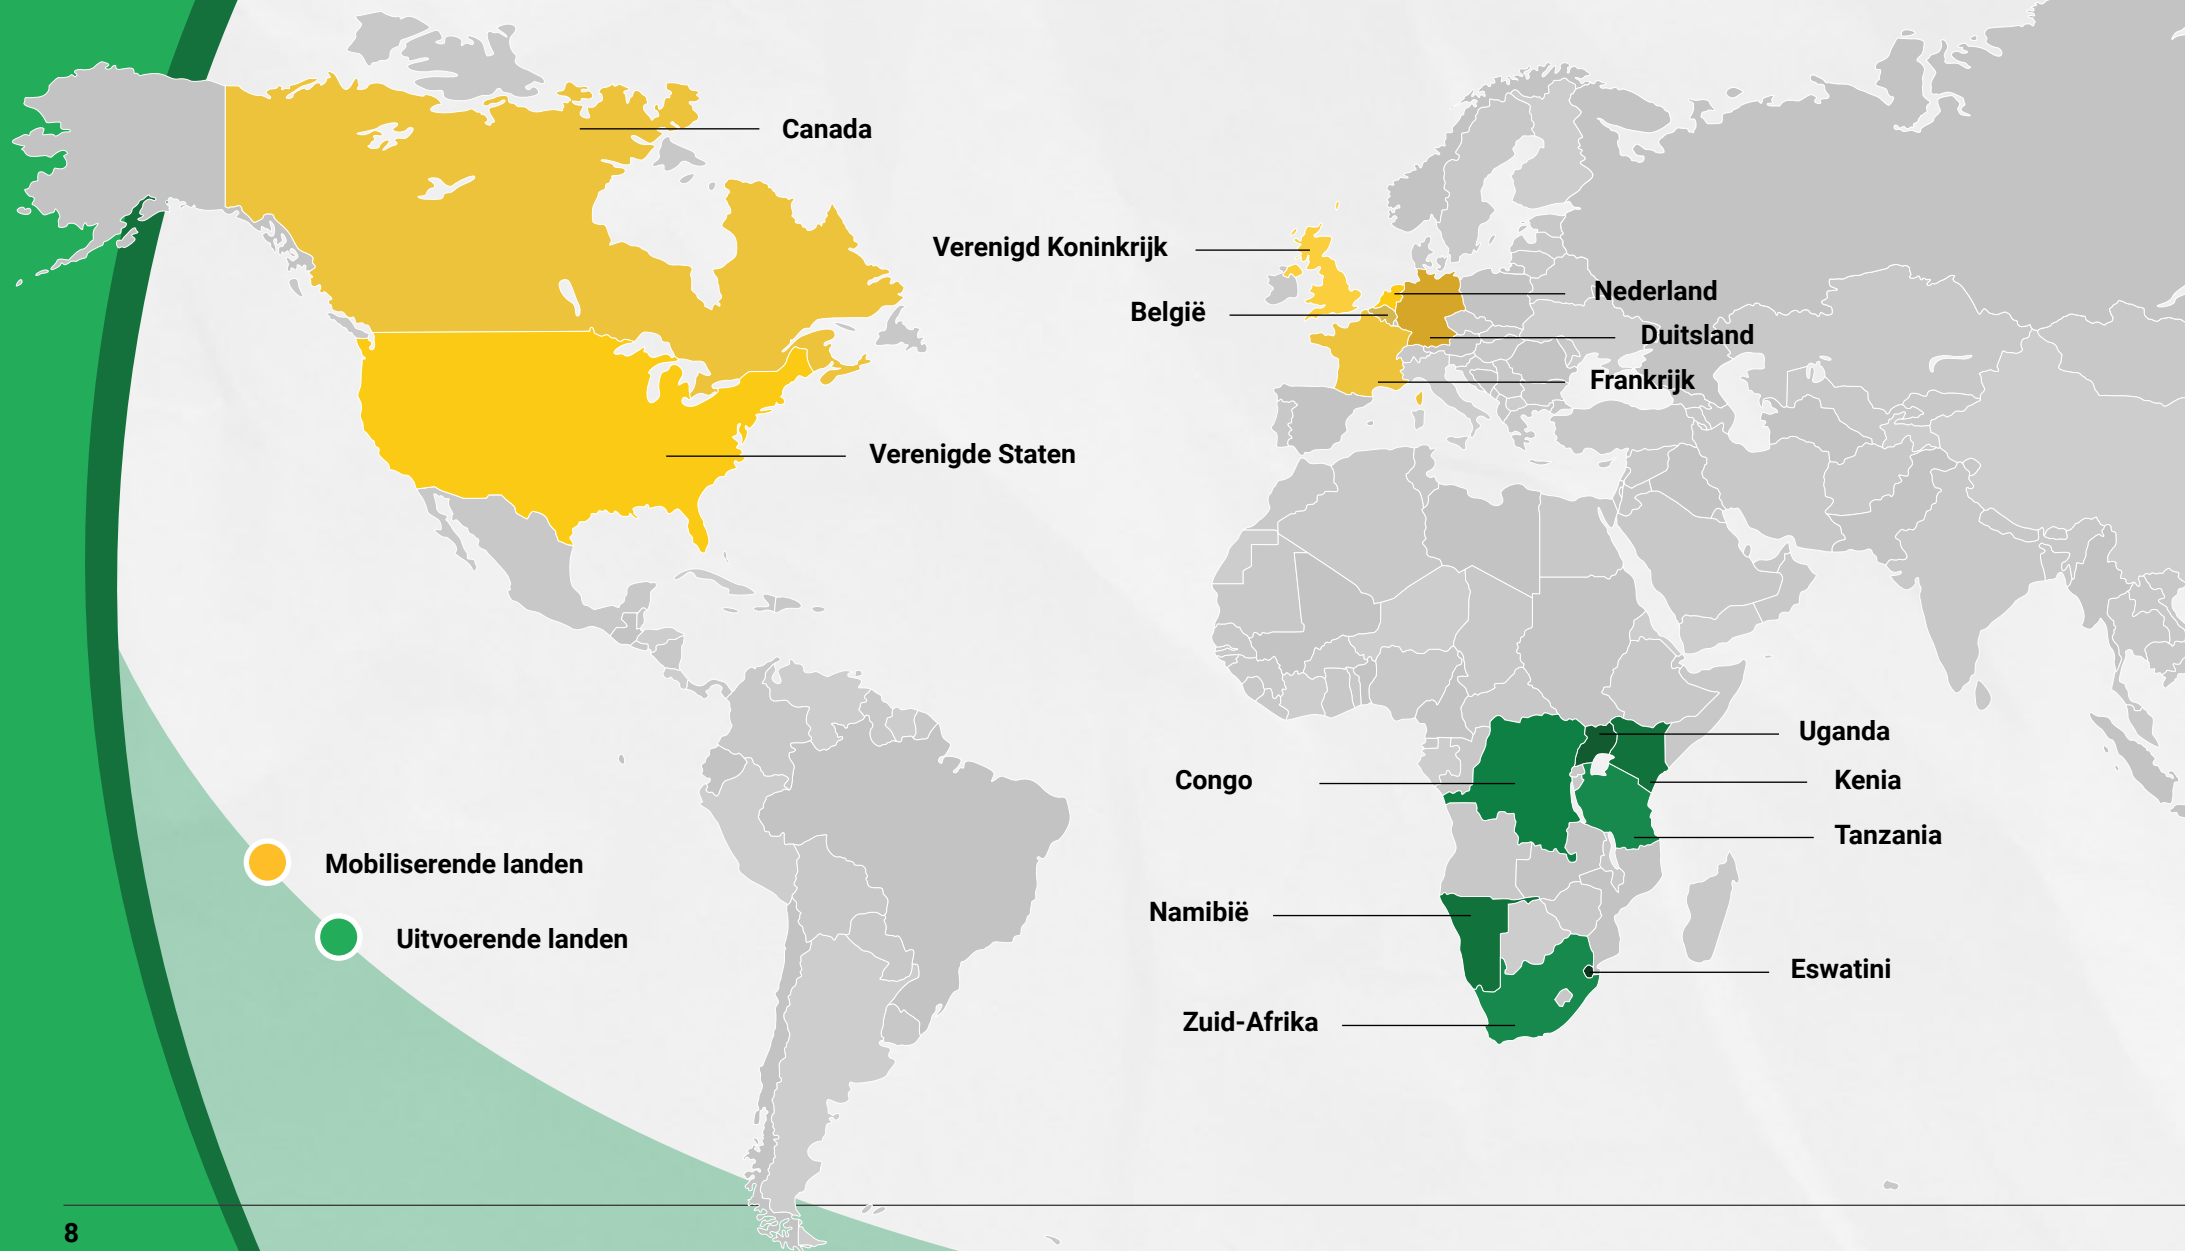 Canada
Verenigd Koninkrijk
Nederland
België
Duitsland
Frankrijk
Verenigde Staten
Uganda
Congo
Kenia
Tanzania
Mobiliserende landen
Namibië
Uitvoerende landen
Eswatini
Zuid-Afrika
8